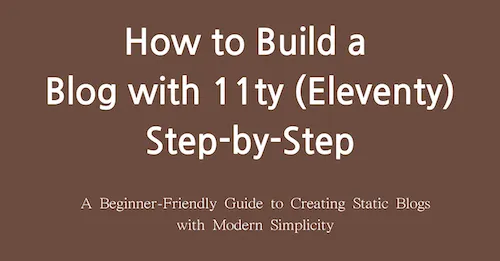 How to Build a
Blog with 11ty (Eleventy)
Step-by-Step
A Beginner-Friendly Guide to Creating Static Blogs
with Modern Simplicity